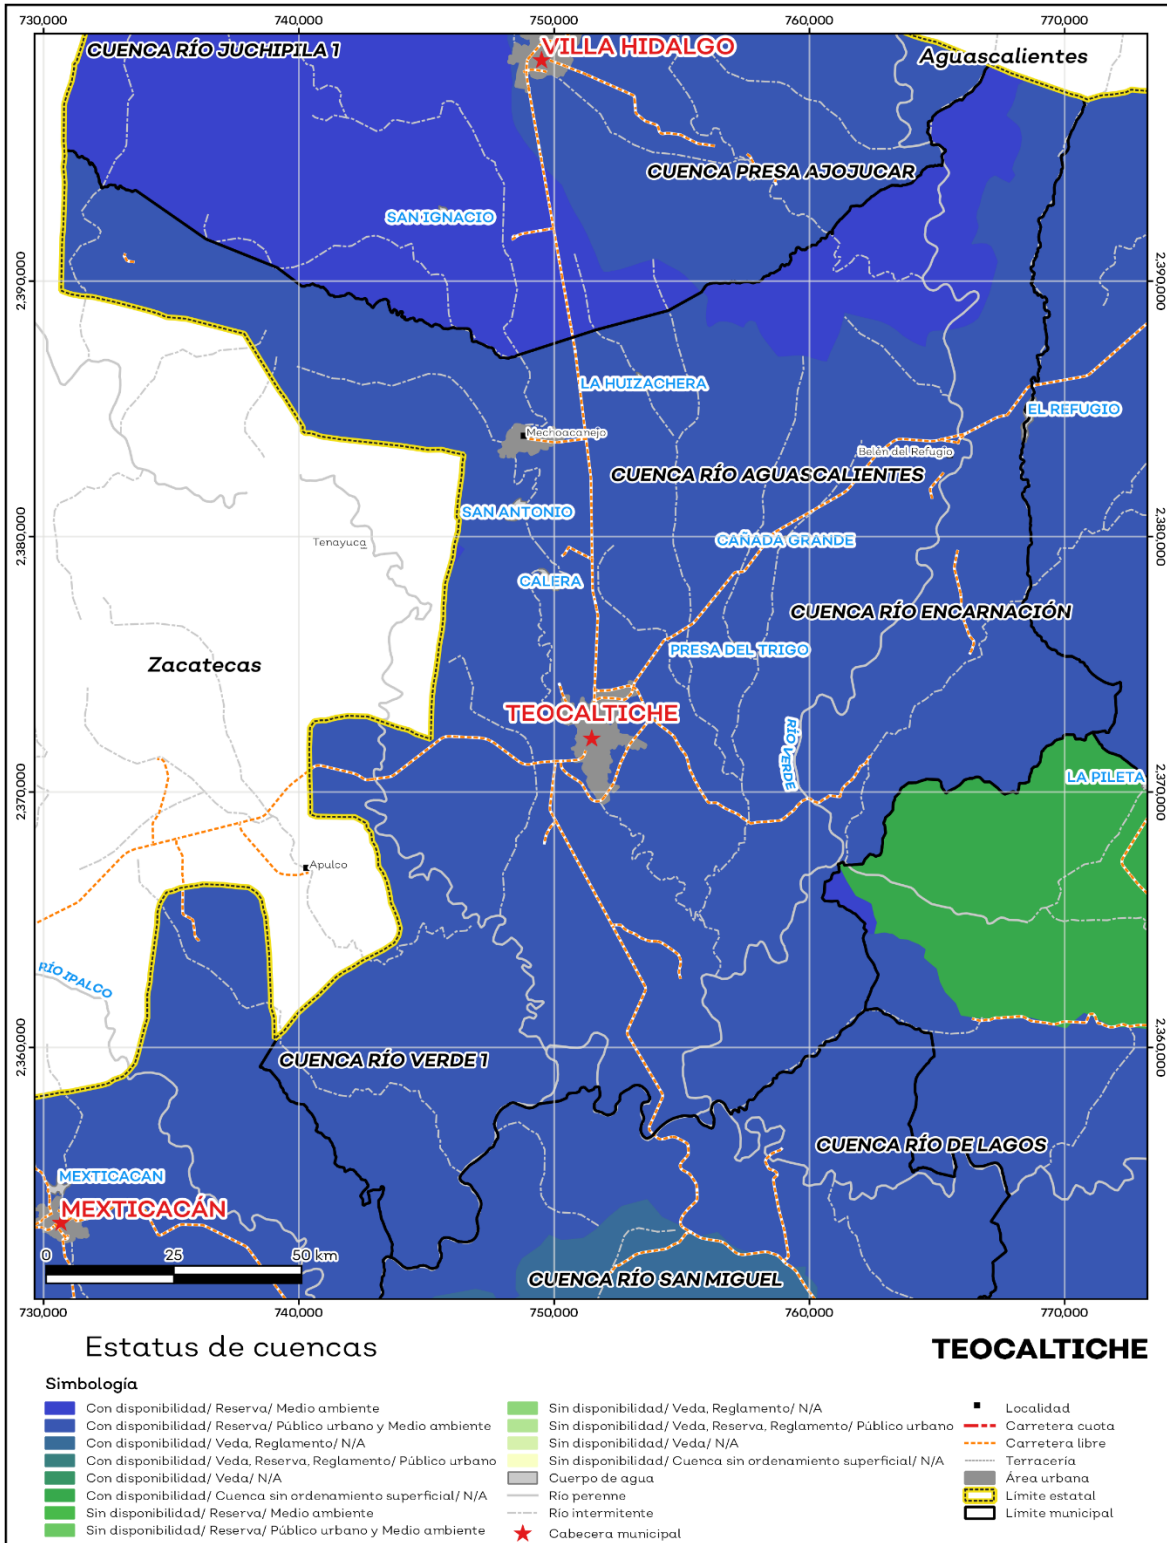 730,000 740,000 750,000 760,000 770,000
CUENCA RÍO JUCHIPILA 1
VILLA HIDALGO
Aguascalientes
CUENCA PRESA AJOJUCAR
SAN IGNACIO
2,390,000 2,390,000
LA HUIZACHERA
EL REFUGIO
Mechoacanejo
Belén del Refugio
CUENCA RÍO AGUASCALIENTES
SAN ANTONIO
2,380,000 2,380,000
Tenayuca
CAÑADA GRANDE
CALERA
CUENCA RÍO ENCARNACIÓN
PRESA DEL TRIGO
Zacatecas
TEOCALTICHE
RÍO VERDE
LA PILETA
2,370,000 2,370,000
Apulco
RÍO IPALCO
2,360,000 2,360,000
CUENCA RÍO VERDE 1
CUENCA RÍO DE LAGOS
MEXTICACAN
MEXTICACÁN
0 25 50 km
CUENCA RÍO SAN MIGUEL
730,000 740,000 750,000 760,000 770,000
Estatus de cuencas
TEOCALTICHE
Simbología
Con disponibilidad/ Reserva/ Medio ambiente
Con disponibilidad/ Reserva/ Público urbano y Medio ambiente
Con disponibilidad/ Veda, Reglamento/ N/A
Con disponibilidad/ Veda, Reserva, Reglamento/ Público urbano
Con disponibilidad/ Veda/ N/A
Con disponibilidad/ Cuenca sin ordenamiento superficial/ N/A
Sin disponibilidad/ Reserva/ Medio ambiente
Sin disponibilidad/ Reserva/ Público urbano y Medio ambiente
Sin disponibilidad/ Veda, Reglamento/ N/A
Sin disponibilidad/ Veda, Reserva, Reglamento/ Público urbano
Sin disponibilidad/ Veda/ N/A
Sin disponibilidad/ Cuenca sin ordenamiento superficial/ N/A
Cuerpo de agua
Río perenne
Río intermitente
Cabecera municipal
Localidad
Carretera cuota
Carretera libre
Terracería
Área urbana
Límite estatal
Límite municipal